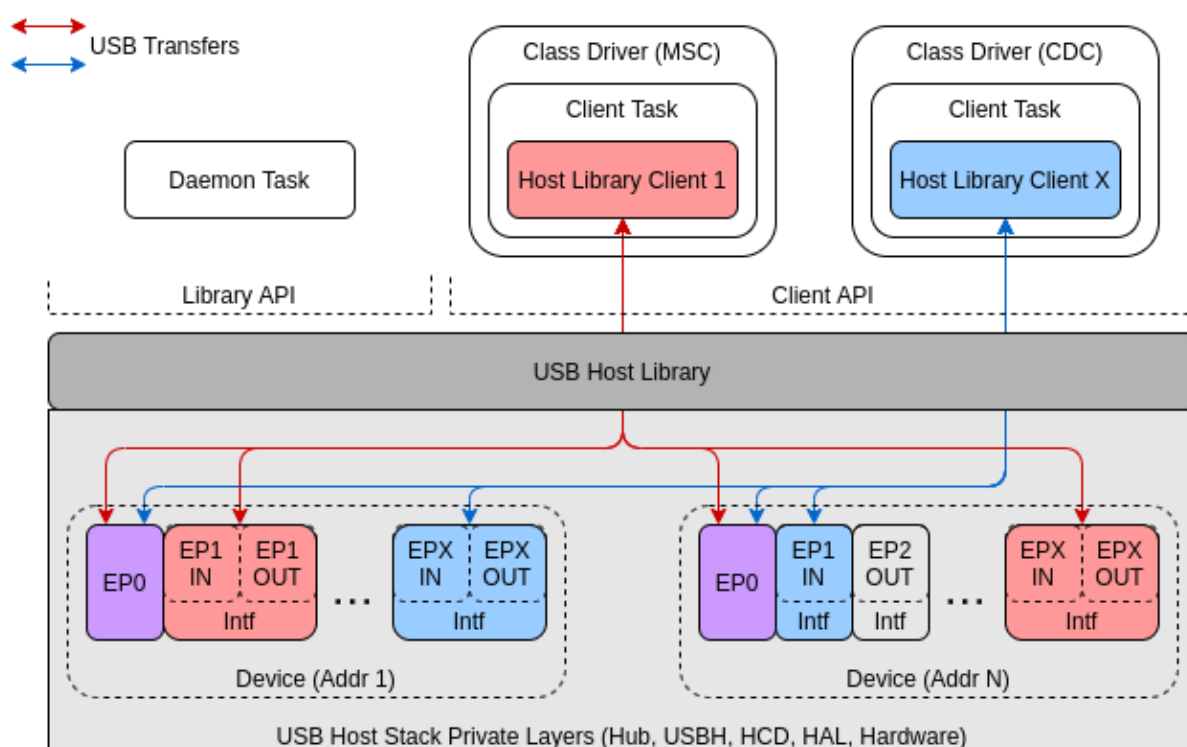 USB Transfers
Class Driver (MSC)
Class Driver (CDC)
Client Task
Client Task
Daemon Task
Host Library Client 1
Host Library Client X
Library API
Client API
USB Host Library
EP0
EP1
IN
EP1
OUT
Intf
...
EPX
IN
EPX
OUT
Intf
Device (Addr 1)
EP0
EP1
IN
Intf
EP2
OUT
Intf
...
EPX
IN
EPX
OUT
Intf
Device (Addr N)
USB Host Stack Private Layers (Hub, USBH, HCD, HAL, Hardware)